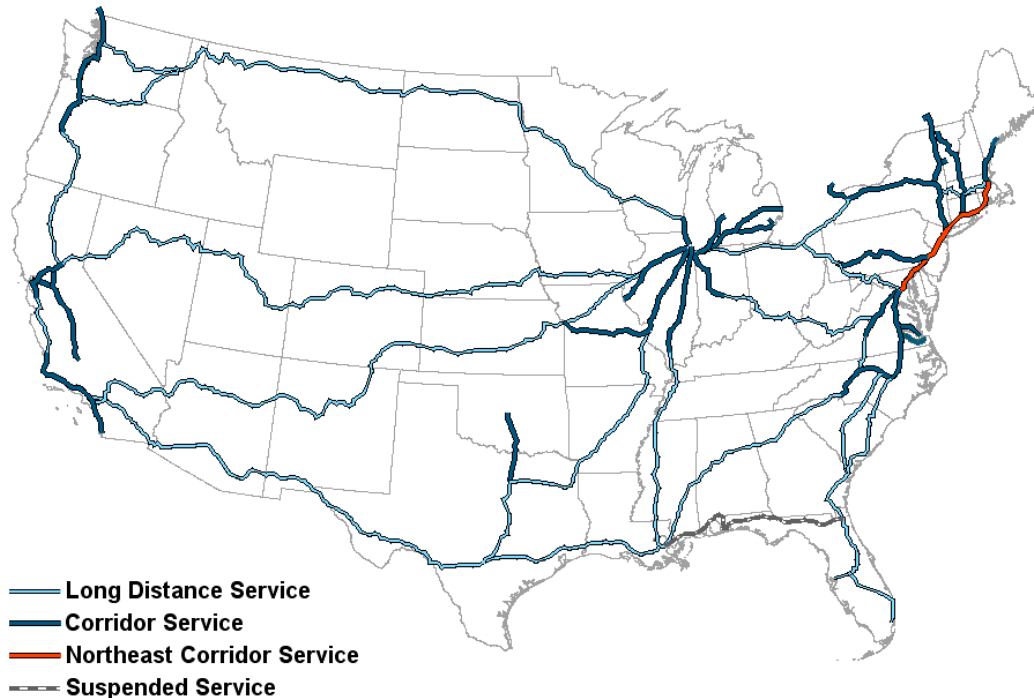 Long Distance Service
Corridor Service
Northeast Corridor Service
Suspended Service